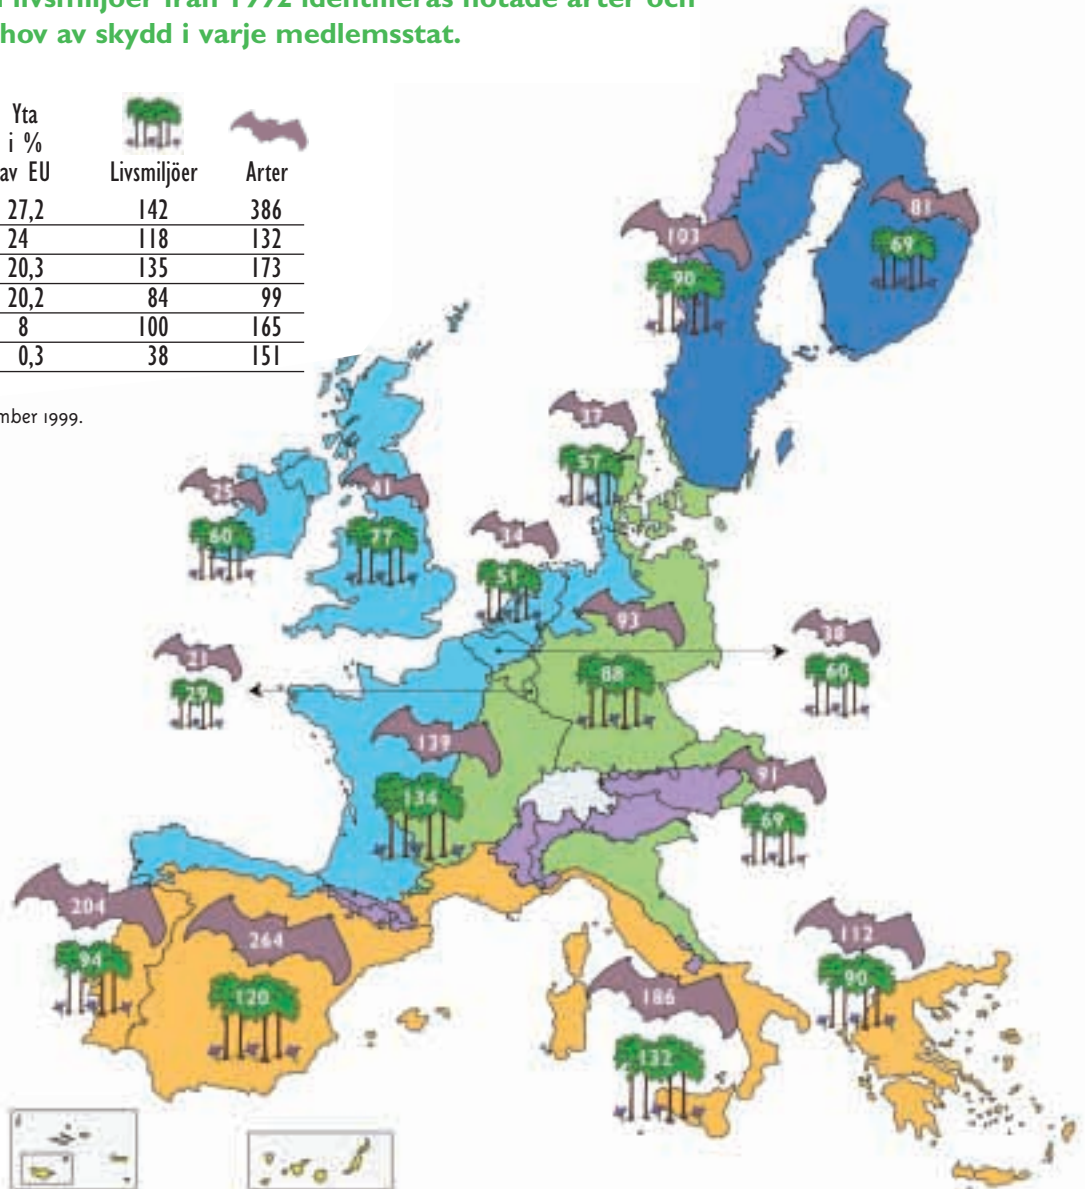 livsmiljöer från 1992 identifieras hotade arter och
hov av skydd i varje medlemsstat.
Yta
i %
av EU
Livsmiljöer
Arter
27,2 142 386
24 118 132
20,3 135 173
20,2 84 99
8 100 165
0,3 38 151
mber 1999.
81
69
103
90
37
57
25
60
41
77
34
51
93
88
38
60
21
29
139
134
91
69
204
94
264
120
186
132
112
90